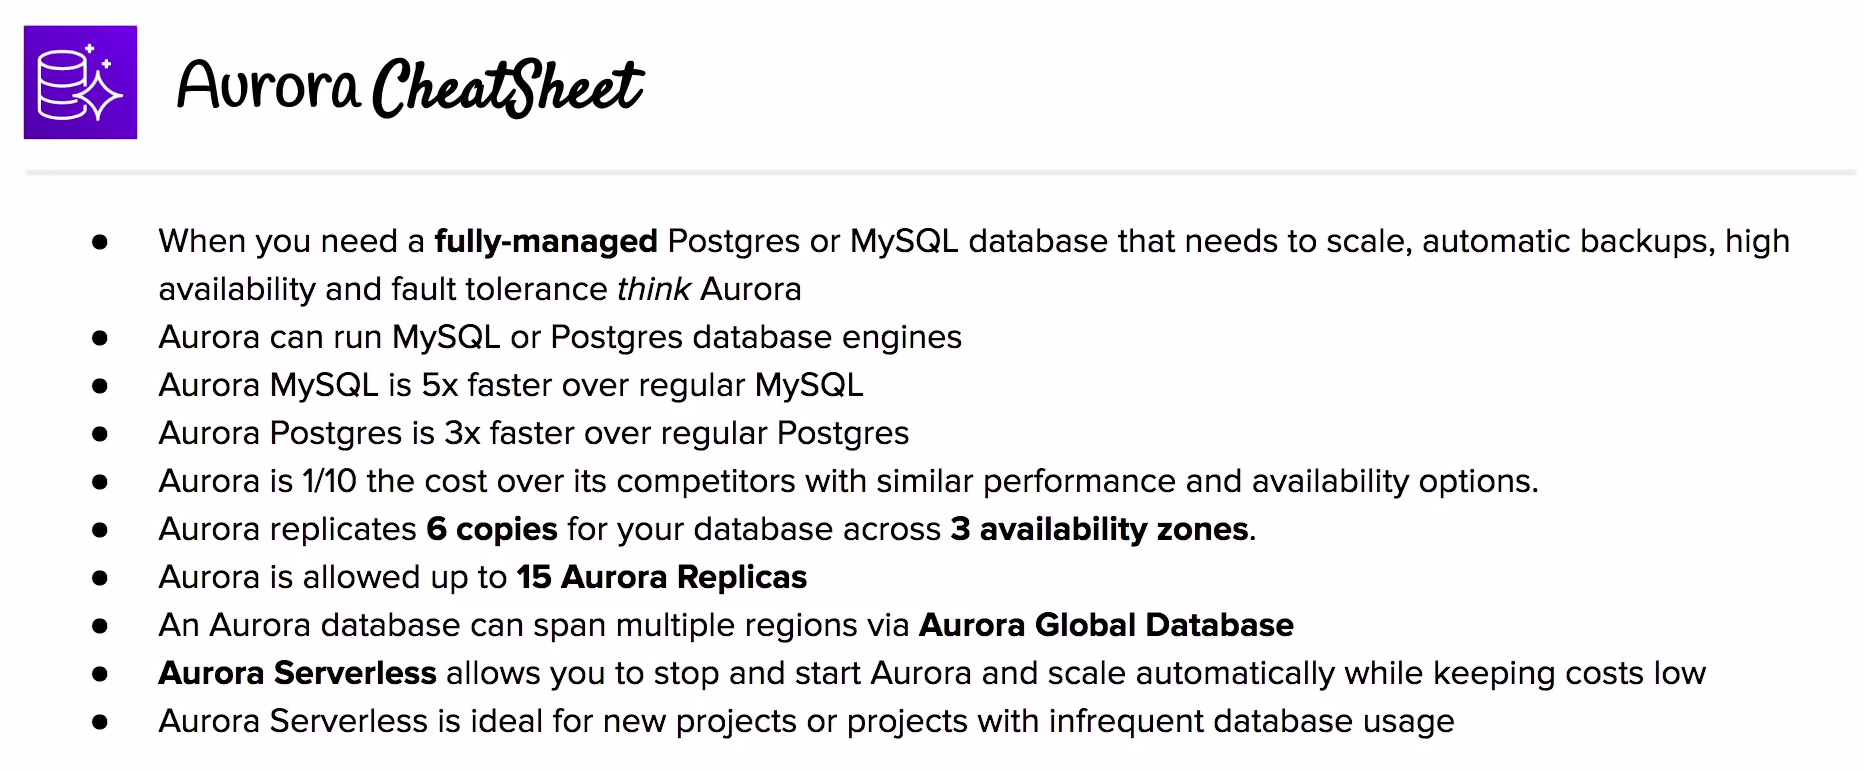 Aurora CheatSheet
● When you need a fully-managed Postgres or MySQL database that needs to scale, automatic backups, high
availability and fault tolerance think Aurora
● Aurora can run MySQL or Postgres database engines
● Aurora MySQL is 5x faster over regular MySQL
● Aurora Postgres is 3x faster over regular Postgres
● Aurora is 1/10 the cost over its competitors with similar performance and availability options.
● Aurora replicates 6 copies for your database across 3 availability zones.
● Aurora is allowed up to 15 Aurora Replicas
● An Aurora database can span multiple regions via Aurora Global Database
● Aurora Serverless allows you to stop and start Aurora and scale automatically while keeping costs low
● Aurora Serverless is ideal for new projects or projects with infrequent database usage